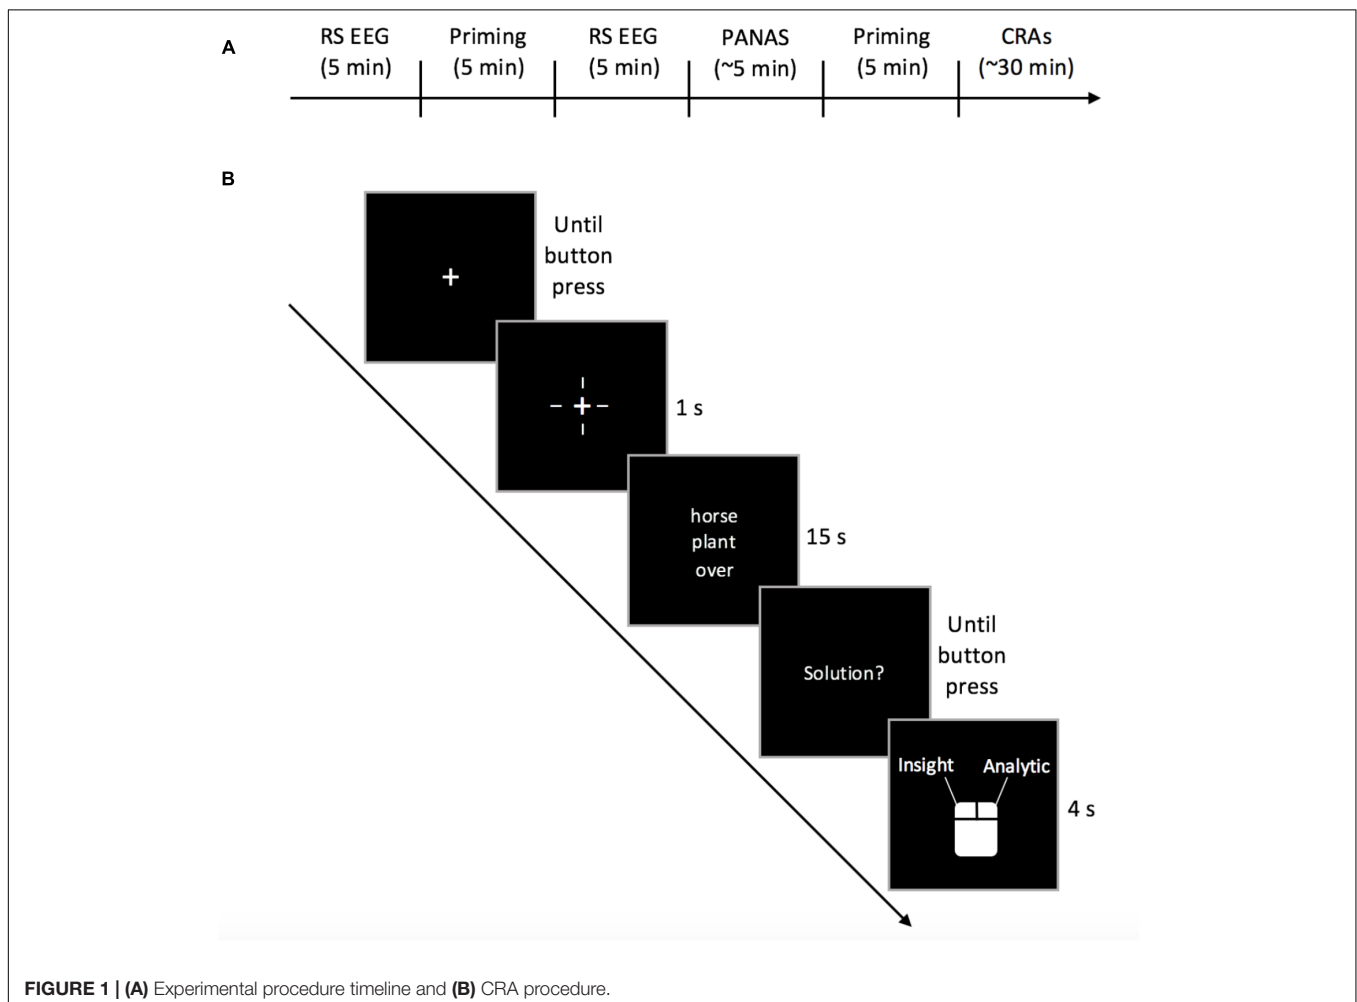 A
RS EEG
(5 min)
Priming
(5 min)
RS EEG
(5 min)
PANAS
(~5 min)
Priming
(5 min)
CRAs
(~30 min)
B
Until
button
press
1 s
horse
plant
over
15 s
Solution?
Until
button
press
Insight Analytic
4 s
FIGURE 1 | (A) Experimental procedure timeline and (B) CRA procedure.